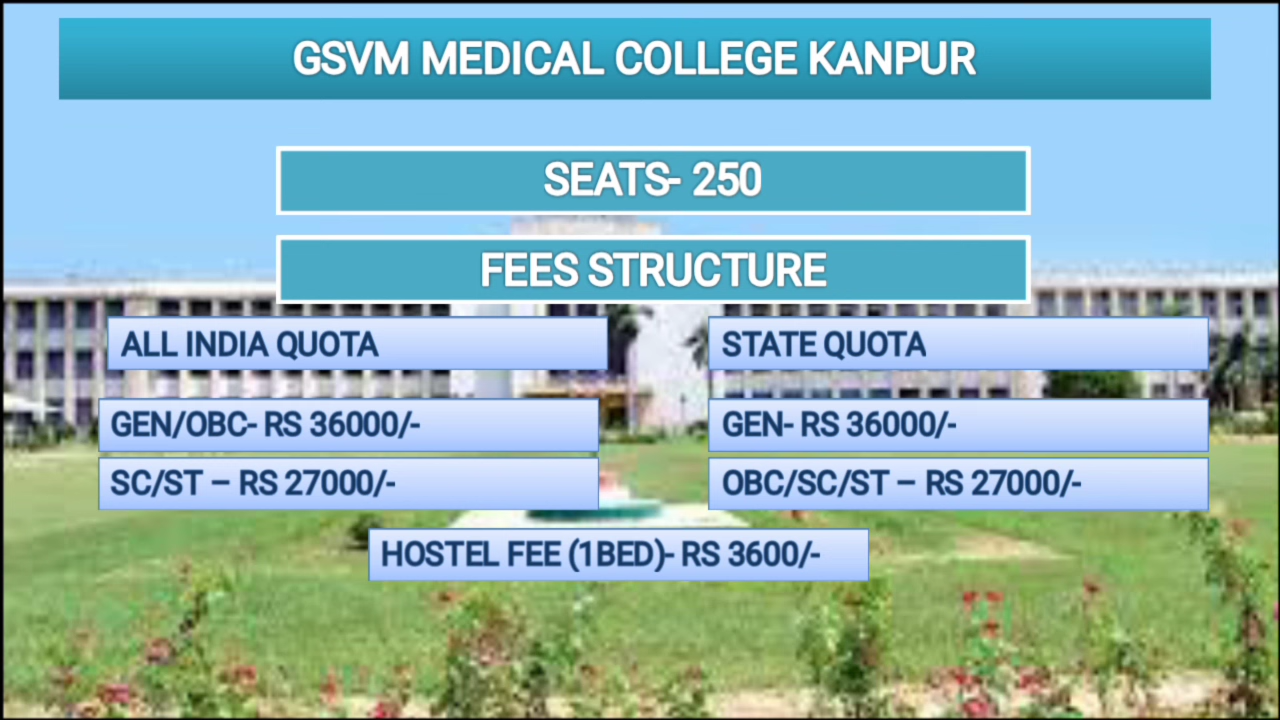 GSVM MEDICAL COLLEGE KANPUR
SEATS- 250
FEES STRUCTURE
ALL INDIA QUOTA
GEN/OBC- RS 36000/-
SC/ST – RS 27000/-
STATE QUOTA
GEN- RS 36000/-
OBC/SC/ST – RS 27000/-
HOSTEL FEE (1BED)- RS 3600/-